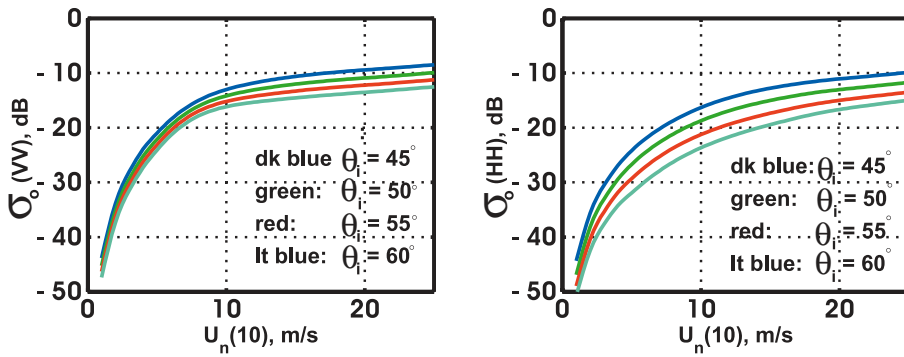 0
- 10
- 20
- 30
- 40
- 50
σo (VV), dB
dk blue θi = 45°
green: θi = 50°
red: θi = 55°
lt blue: θi = 60°
0 10 20
Un(10), m/s
0
- 10
- 20
- 30
- 40
- 50
σo (HH), dB
dk blue: θi = 45°
green: θi = 50°
red: θi = 55°
lt blue: θi = 60°
0 10 20
Un(10), m/s